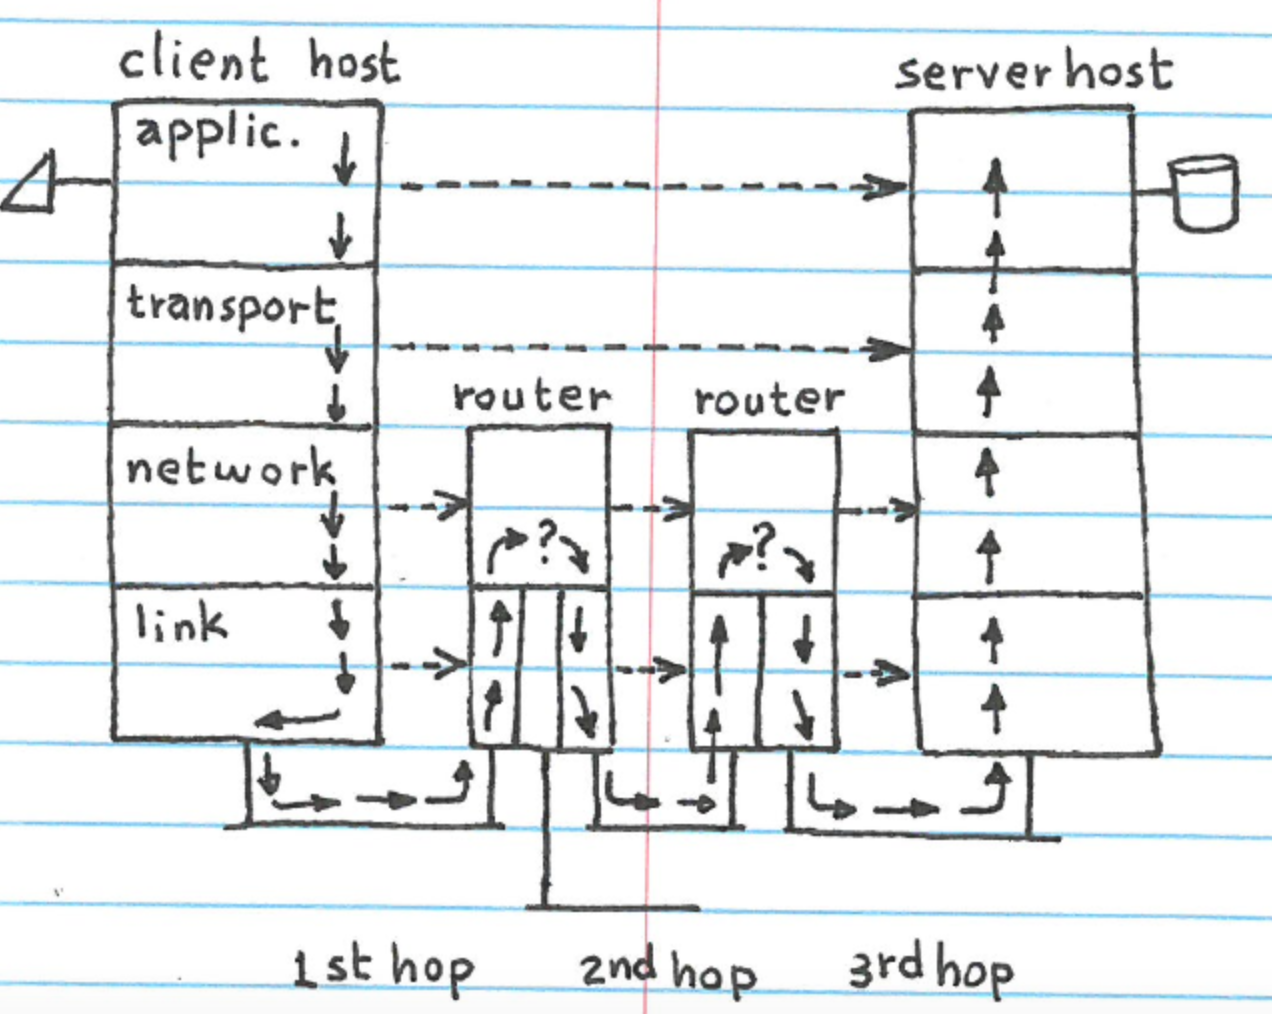 client host
server host
applic.
transport
router
router
network
?
?
link
1st hop
2nd hop
3rd hop